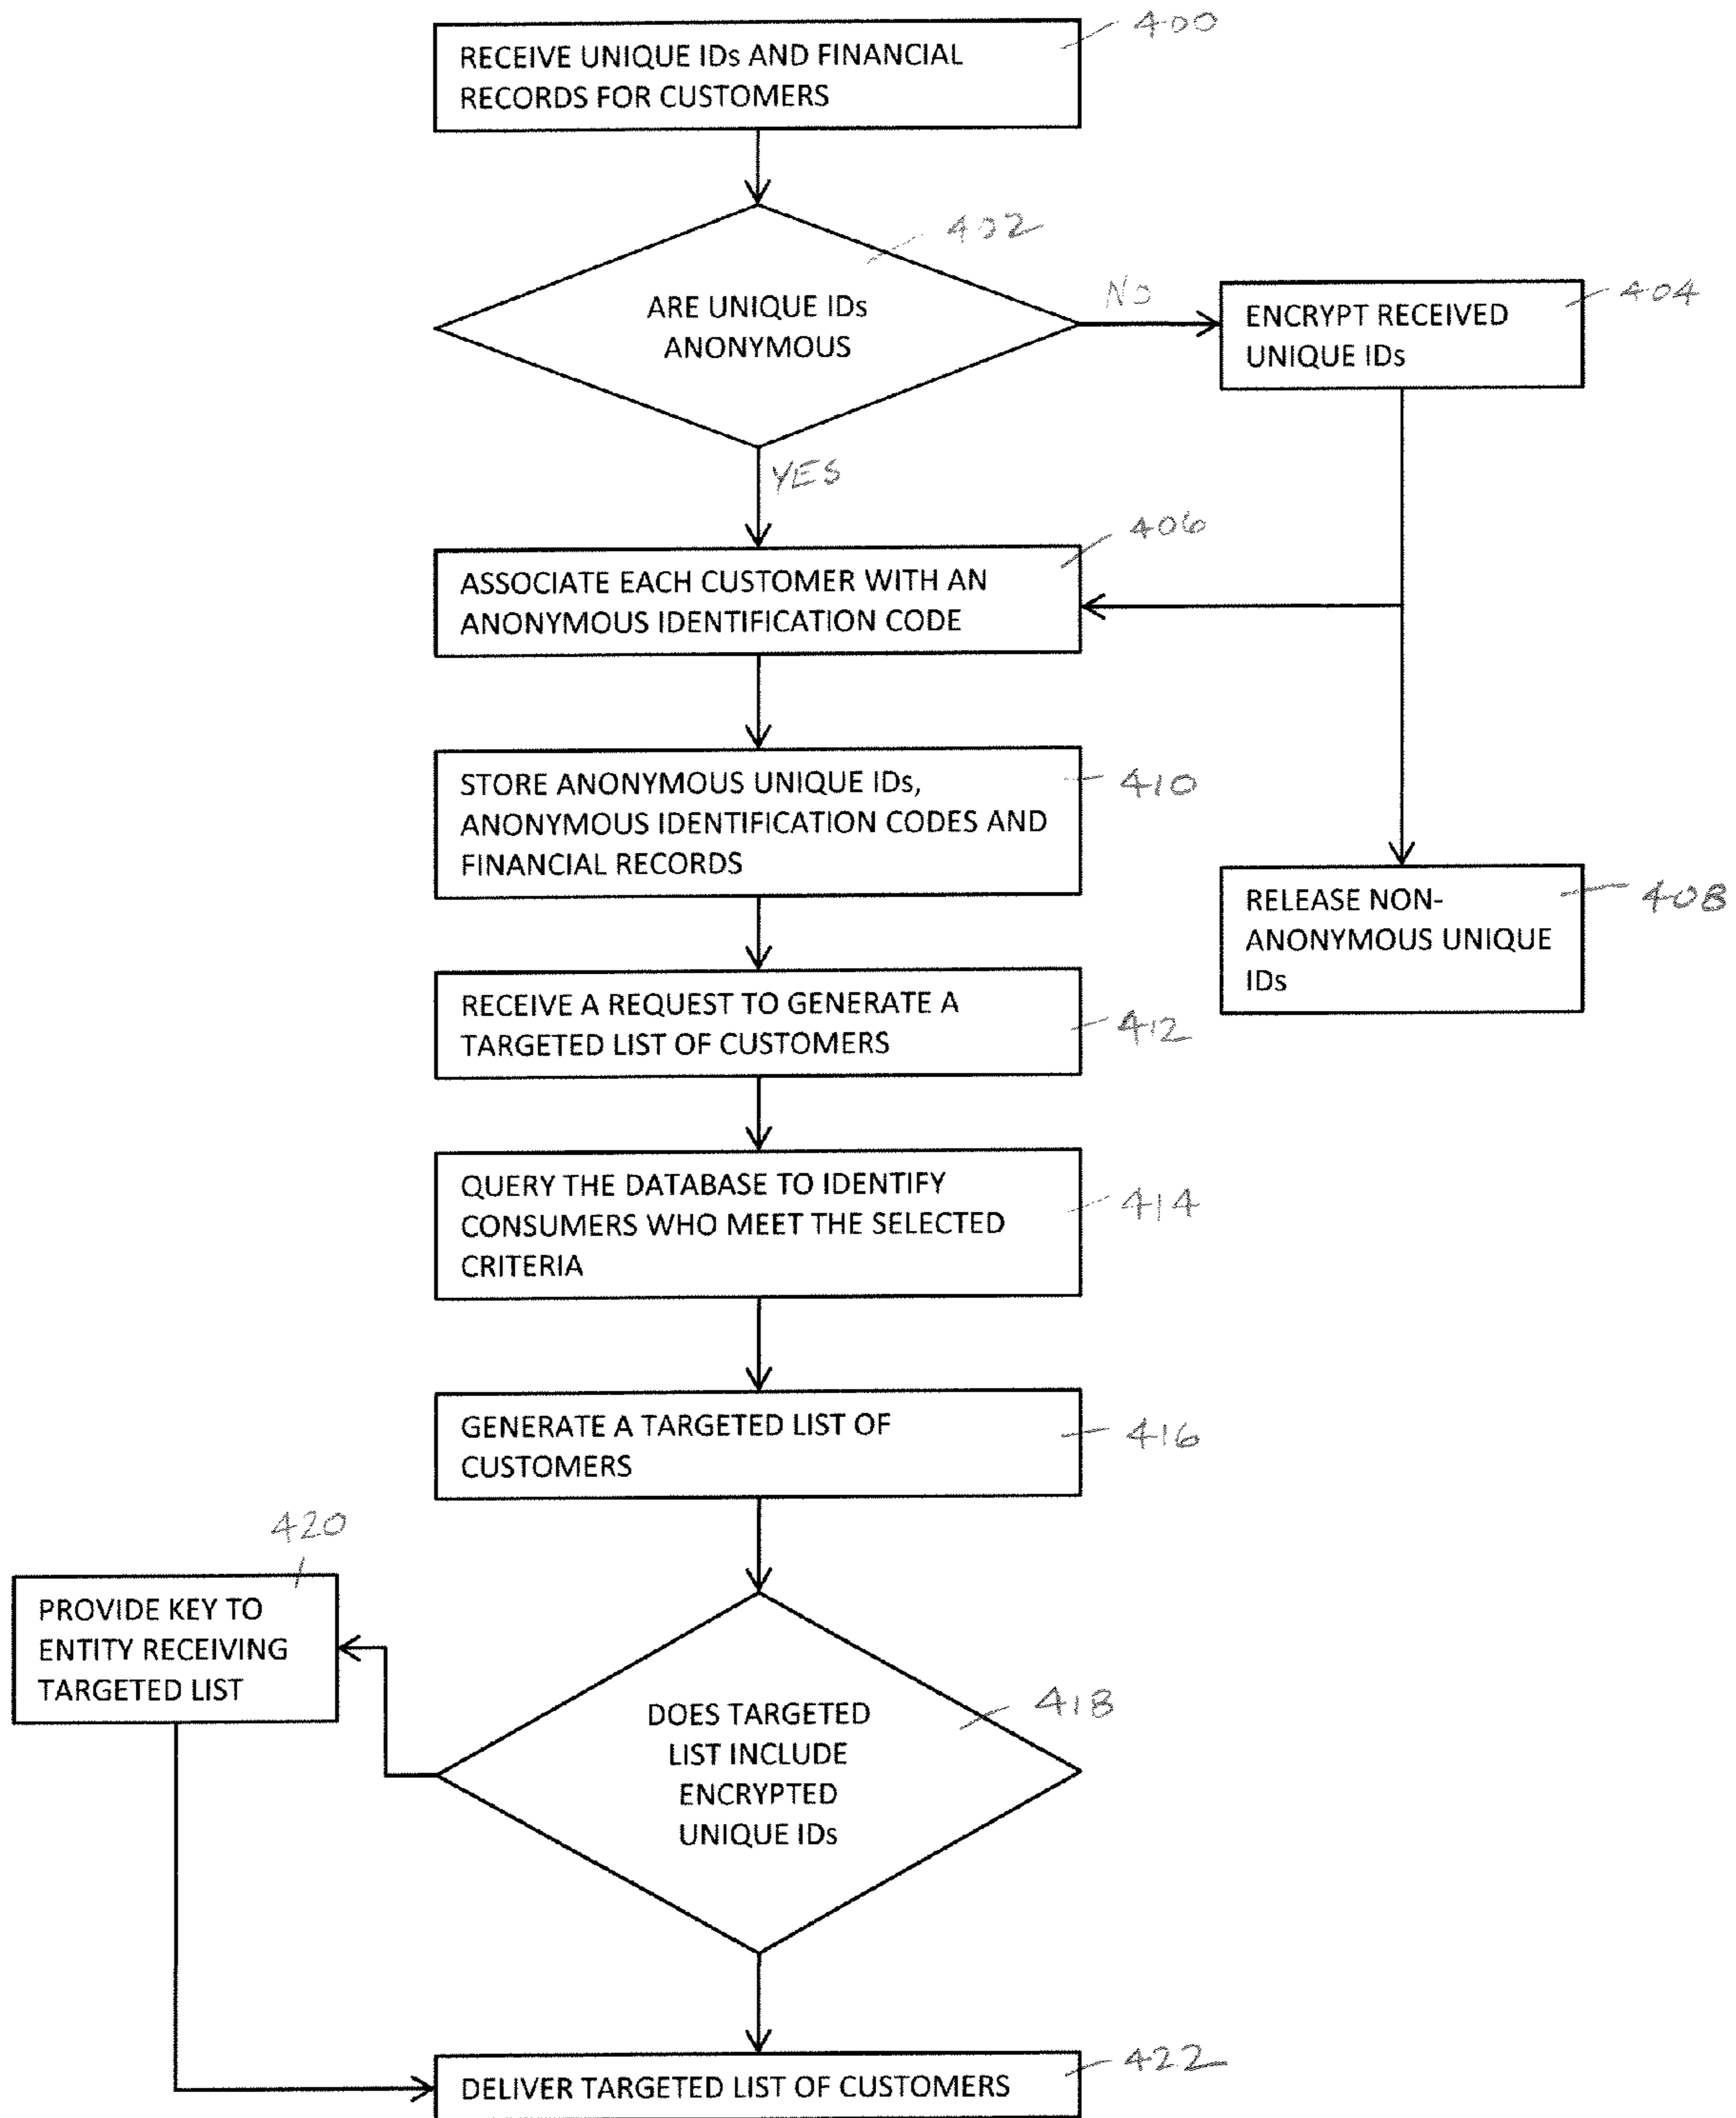 400
RECEIVE UNIQUE IDs AND FINANCIAL
RECORDS FOR CUSTOMERS
402
ARE UNIQUE IDs
ANONYMOUS
NO
404
ENCRYPT RECEIVED
UNIQUE IDs
YES
406
ASSOCIATE EACH CUSTOMER WITH AN
ANONYMOUS IDENTIFICATION CODE
STORE ANONYMOUS UNIQUE IDs,
ANONYMOUS IDENTIFICATION CODES AND
FINANCIAL RECORDS
410
RELEASE NON-
ANONYMOUS UNIQUE
IDs
408
RECEIVE A REQUEST TO GENERATE A
TARGETED LIST OF CUSTOMERS
412
QUERY THE DATABASE TO IDENTIFY
CONSUMERS WHO MEET THE SELECTED
CRITERIA
414
GENERATE A TARGETED LIST OF
CUSTOMERS
416
420
PROVIDE KEY TO
ENTITY RECEIVING
TARGETED LIST
DOES TARGETED
LIST INCLUDE
ENCRYPTED
UNIQUE IDs
418
DELIVER TARGETED LIST OF CUSTOMERS
422